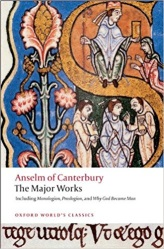 Anselm of Canterbury
The Major Works
Including Monologion, Proslogion, and Why God Became Man
OXFORD WORLD'S CLASSICS